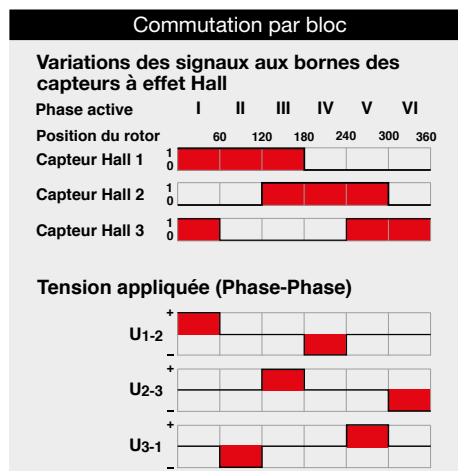 Commutation par bloc
Variations des signaux aux bornes des
capteurs à effet Hall
Phase active I II III IV V VI
Position du rotor 60 120 180 240 300 360
Capteur Hall 1 1 0
Capteur Hall 2 1 0
Capteur Hall 3 1 0
Tension appliquée (Phase-Phase)
U1-2 + –
U2-3 + –
U3-1 + –